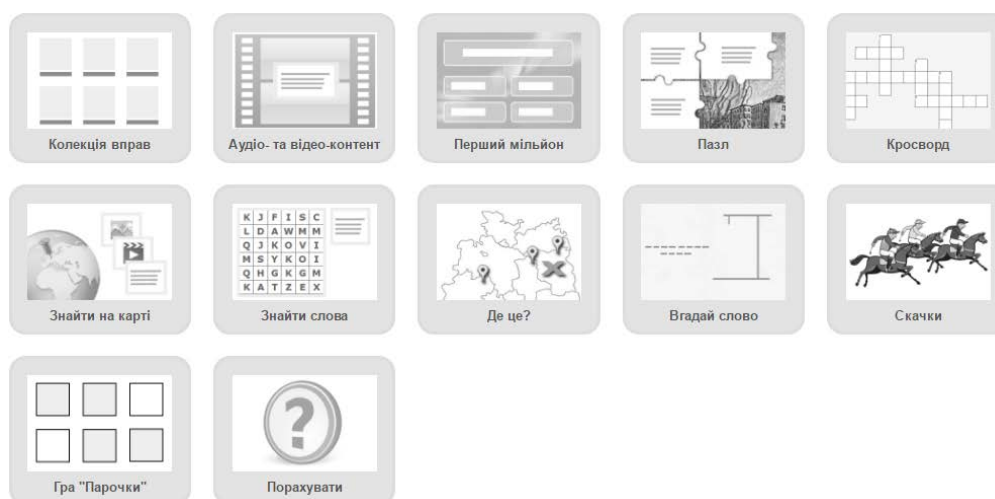 Колекція вправ
Аудіо- та відео-контент
Перший мільйон
Пазл
Кросворд
K J F I S C
L D A W M M
Q J K O V I
M S Y K O I
Q H G K G M
K A T Z E X
Знайти на карті
Знайти слова
Де це?
Вгадай слово
Скачки
?
Гра "Парочки"
Порахувати